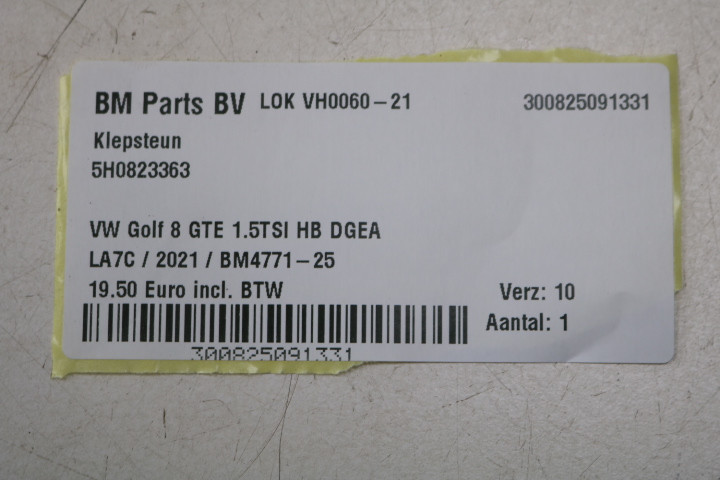 BM Parts BV LOK VH0060-21 300825091331
Klepsteun
5H0823363
VW Golf 8 GTE 1.5TSI HB DGEA
LA7C / 2021 / BM4771-25
19.50 Euro incl. BTW Verz: 10
Aantal: 1
300825091331